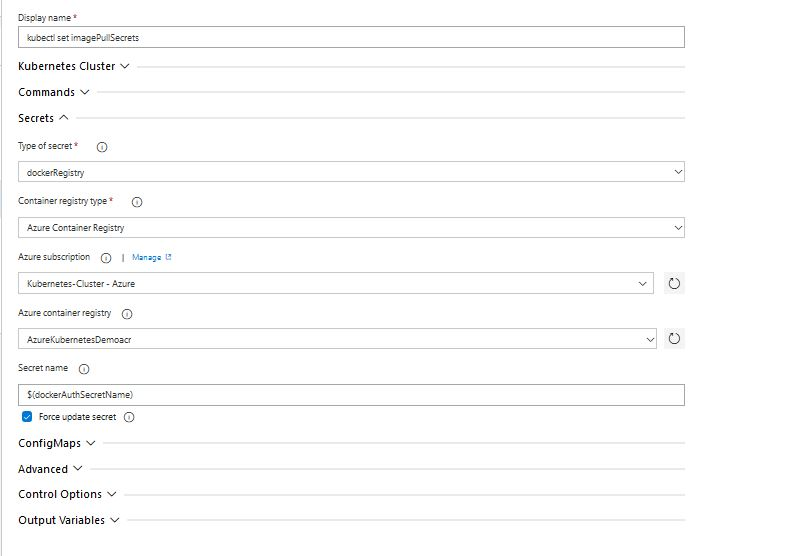 Display name *
kubectl set imagePullSecrets
Kubernetes Cluster
Commands
Secrets
Type of secret *
dockerRegistry
Container registry type *
Azure Container Registry
Azure subscription | Manage
Kubernetes-Cluster - Azure
Azure container registry
AzureKubernetesDemoacr
Secret name
$(dockerAuthSecretName)
Force update secret
ConfigMaps
Advanced
Control Options
Output Variables